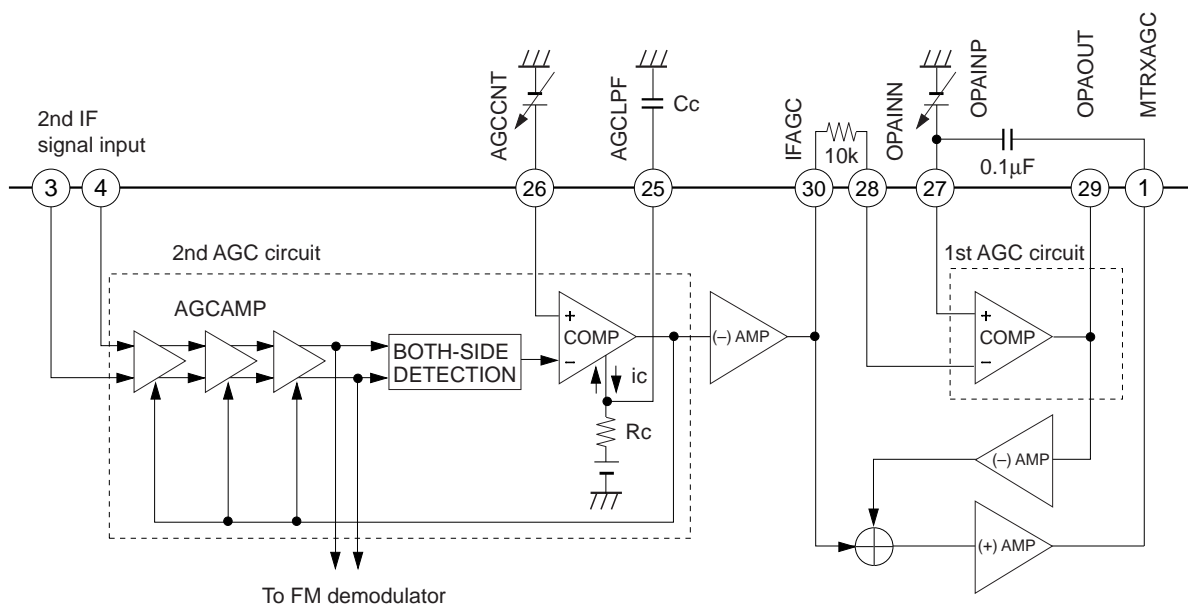 2nd IF
signal input
AGCCNT
AGCLPF
Cc
IFAGC
10k
OPAINN
OPAINP
0.1μF
OPAOUT
MTRXAGC
3
4
26
25
30
28
27
29
1
2nd AGC circuit
AGCAMP
BOTH-SIDE
DETECTION
+
COMP
–
ic
Rc
(–) AMP
1st AGC circuit
+
COMP
–
(–) AMP
(+) AMP
To FM demodulator